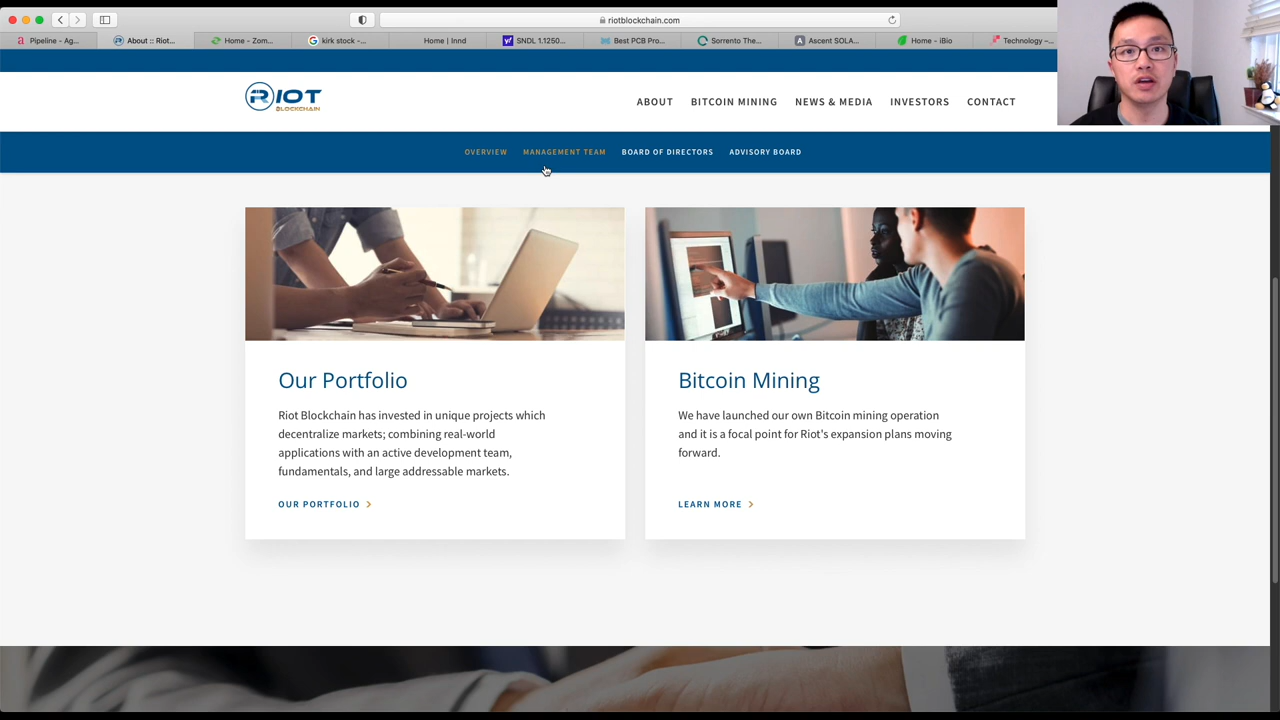 riotblockchain.com
Pipeline - Ag...
About :: Riot...
Home - Zom...
kirk stock -...
Home | Innd
SNDL 1.1250...
Best PCB Pro...
Sorrento The...
Ascent SOLA...
Home - iBio
Technology –...
RIOT
BLOCKCHAIN
ABOUT
BITCOIN MINING
NEWS & MEDIA
INVESTORS
CONTACT
OVERVIEW
MANAGEMENT TEAM
BOARD OF DIRECTORS
ADVISORY BOARD
Our Portfolio
Riot Blockchain has invested in unique projects which
decentralize markets; combining real-world
applications with an active development team,
fundamentals, and large addressable markets.
OUR PORTFOLIO
Bitcoin Mining
We have launched our own Bitcoin mining operation
and it is a focal point for Riot's expansion plans moving
forward.
LEARN MORE